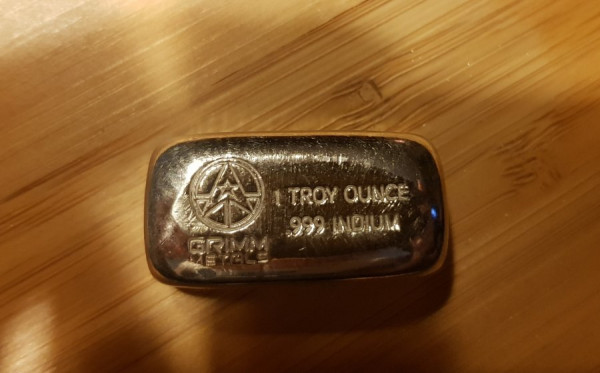 1 TROY OUNCE
.999 INDIUM
GRIMM
METALS